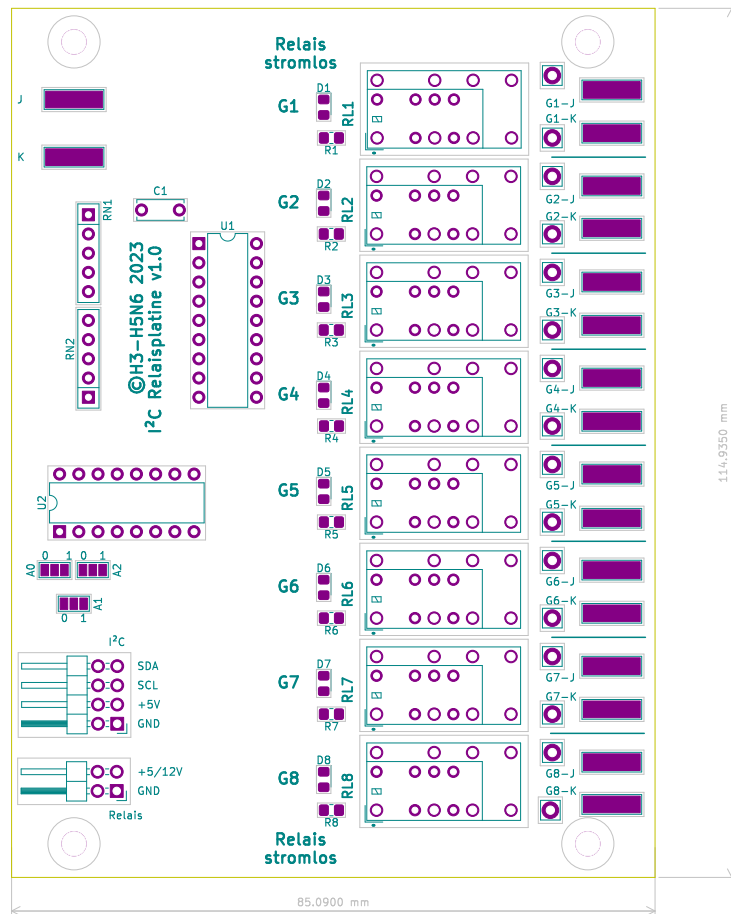 Relais
stromlos
J
K
RN1
C1
U1
RN2
©H3-H5N6 2023
I²C Relaisplatine v1.0
G1
D1
RL1
R1
G1-J
G1-K
G2
D2
RL2
R2
G2-J
G2-K
G3
D3
RL3
R3
G3-J
G3-K
G4
D4
RL4
R4
G4-J
G4-K
G5
D5
RL5
R5
G5-J
G5-K
G6
D6
RL6
R6
G6-J
G6-K
G7
D7
RL7
R7
G7-J
G7-K
G8
D8
RL8
R8
G8-J
G8-K
U2
0 1
A0
0 1
A2
A1
0 1
I²C
SDA
SCL
+5V
GND
+5/12V
GND
Relais
Relais
stromlos
114.9350 mm
85.0900 mm